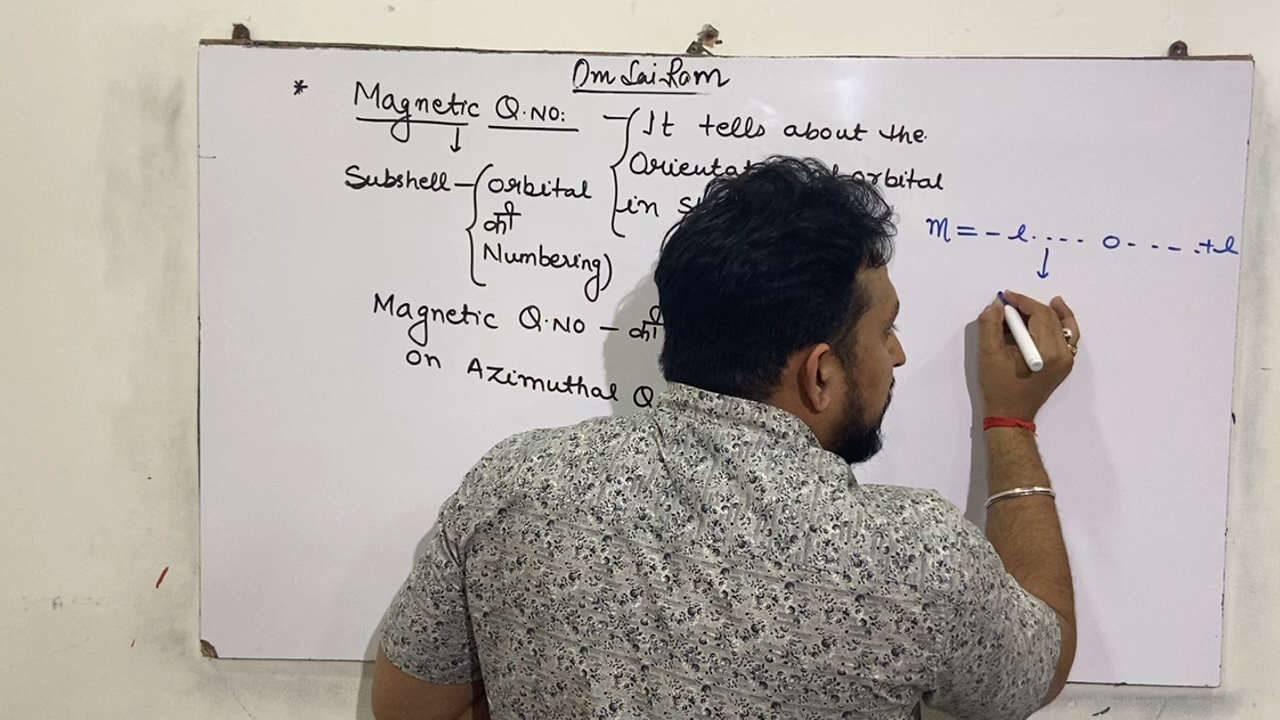 Om Sai Ram
* Magnetic Q.NO:
It tells about the
orbital
in
Subshell - (orbital
की
Numbering)
M = - l .... 0 - - - . +l
Magnetic Q.NO - की
on Azimuthal Q.